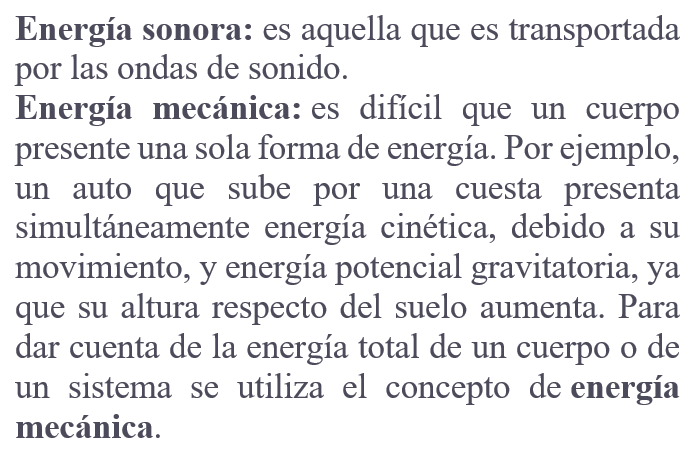 Energía sonora: es aquella que es transportada
por las ondas de sonido.
Energía mecánica: es difícil que un cuerpo
presente una sola forma de energía. Por ejemplo,
un auto que sube por una cuesta presenta
simultáneamente energía cinética, debido a su
movimiento, y energía potencial gravitatoria, ya
que su altura respecto del suelo aumenta. Para
dar cuenta de la energía total de un cuerpo o de
un sistema se utiliza el concepto de energía
mecánica.